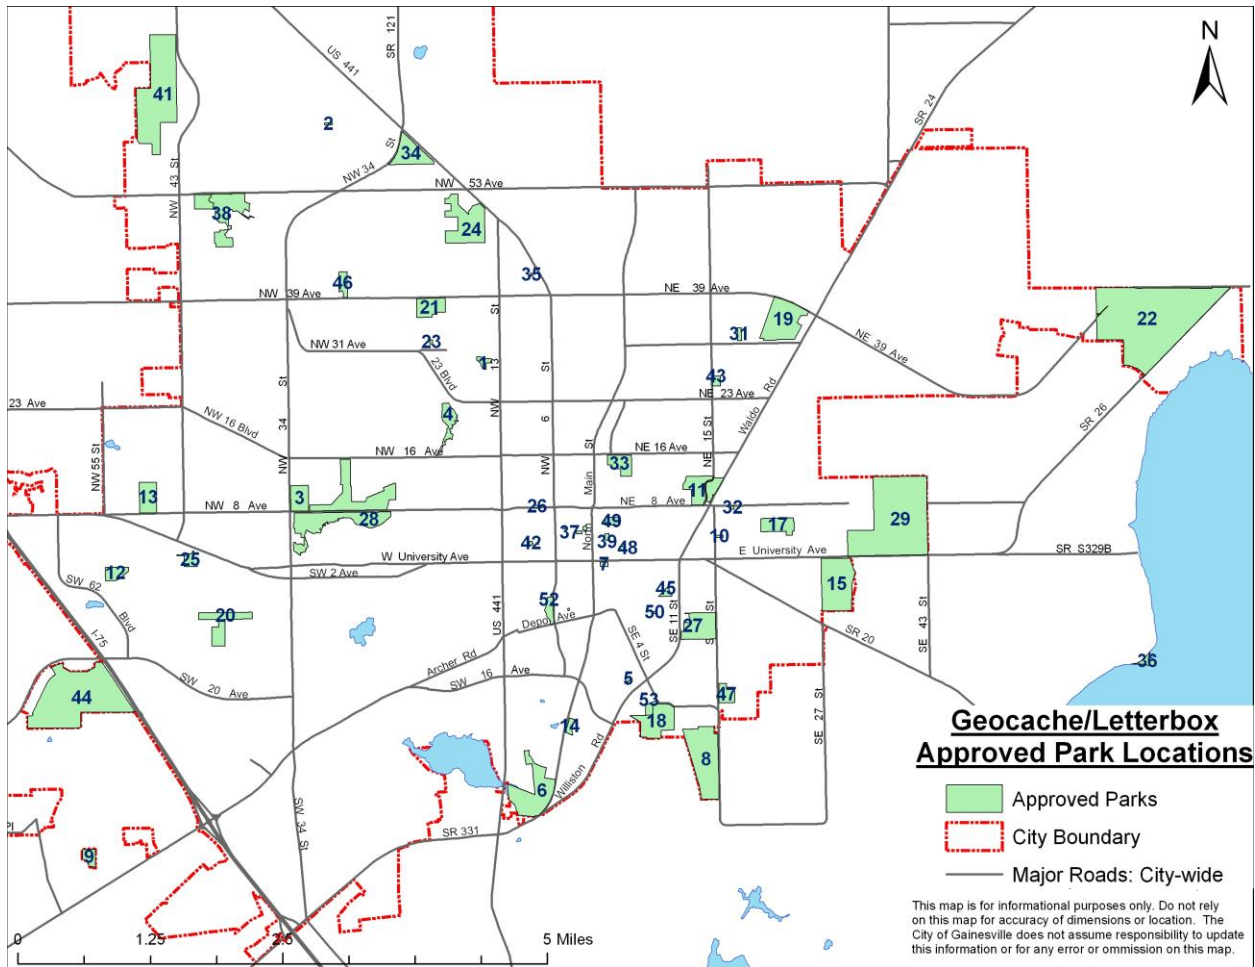 N
US 441
SR 121
SR 24
41
2
NW 43 St
NW 34 St
34
NW 53 Ave
38
24
46
35
NW 39 Ave
NE 39 Ave
21
19
22
31
NW 31 Ave
23
1
NE 39 Ave
23 Blvd
43
NW 13 St
NW 6 St
NE 23 Ave
NE 15 St
Waldo Rd
SR 26
23 Ave
NW 16 Blvd
NW 34 St
4
NW 16 Ave
NE 16 Ave
NW 55 St
33
North Main St
13
3
11
NW 8 Ave
28
26
NE 8 Ave
32
49
17
29
37
39
48
10
42
W University Ave
E University Ave
SR S329B
25
7
SW 2 Ave
12
SW 62 Blvd
15
45
52
50
SE 11 St
20
27
Depot Ave
SE 4 St
SR 20
SE 43 St
US 441
I-75
Archer Rd
36
SW 20 Ave
SW 16 Ave
5
44
53
47
18
SE 27 St
14
8
6
Williston Rd
SW 34 St
SR 331
Pl
9
Geocache/Letterbox
Approved Park Locations
Approved Parks
City Boundary
Major Roads: City-wide
This map is for informational purposes only. Do not rely
on this map for accuracy of dimensions or location. The
City of Gainesville does not assume responsibility to update
this information or for any error or ommission on this map.
0 1.25 2.5 5 Miles